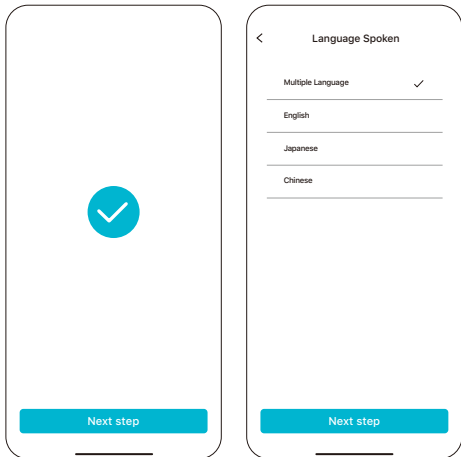 Next step
Language Spoken
Multiple Language
English
Japanese
Chinese
Next step